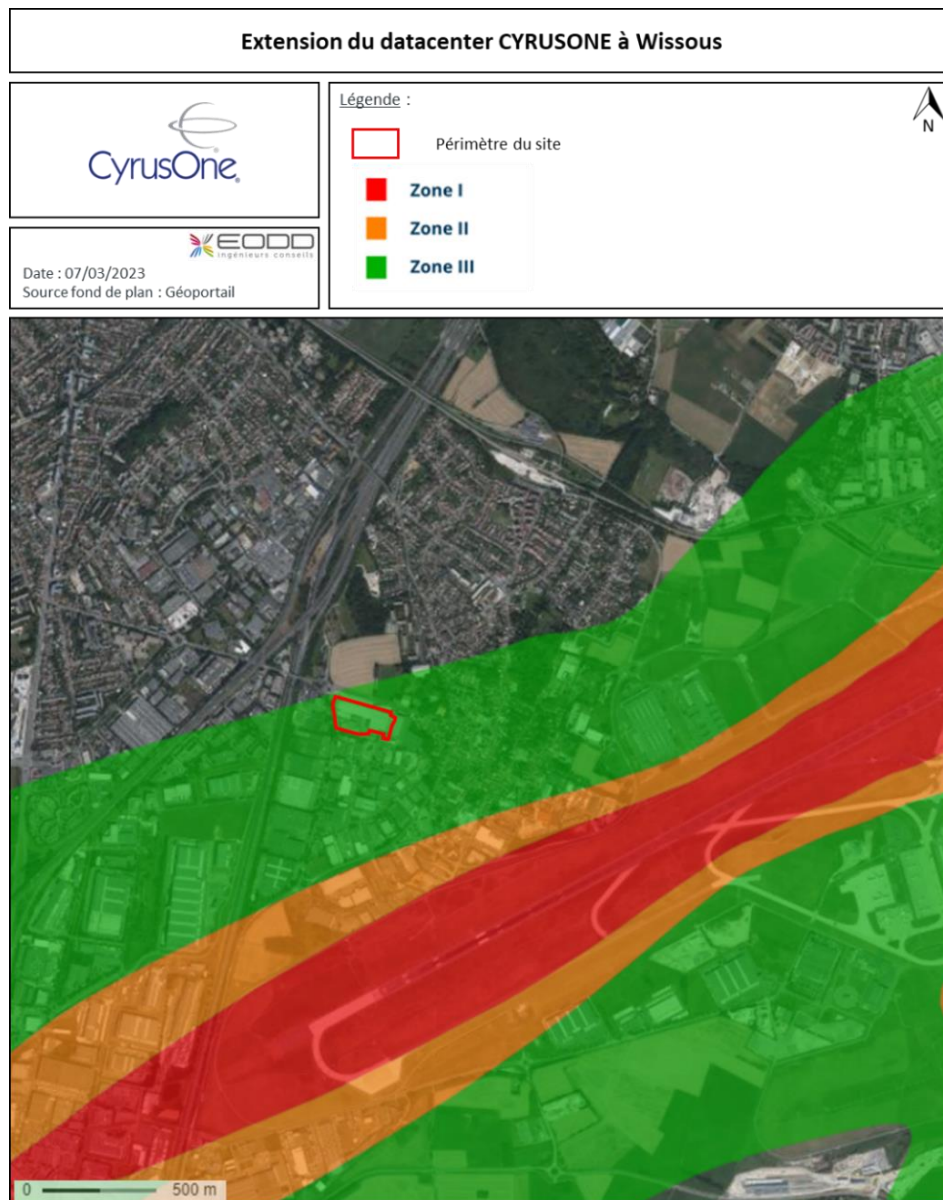 Extension du datacenter CYRUSONE à Wissous
CyrusOne
EODD
ingénieurs conseils
Date : 07/03/2023
Source fond de plan : Géoportail
Légende :
Périmètre du site
Zone I
Zone II
Zone III
N
0 500 m